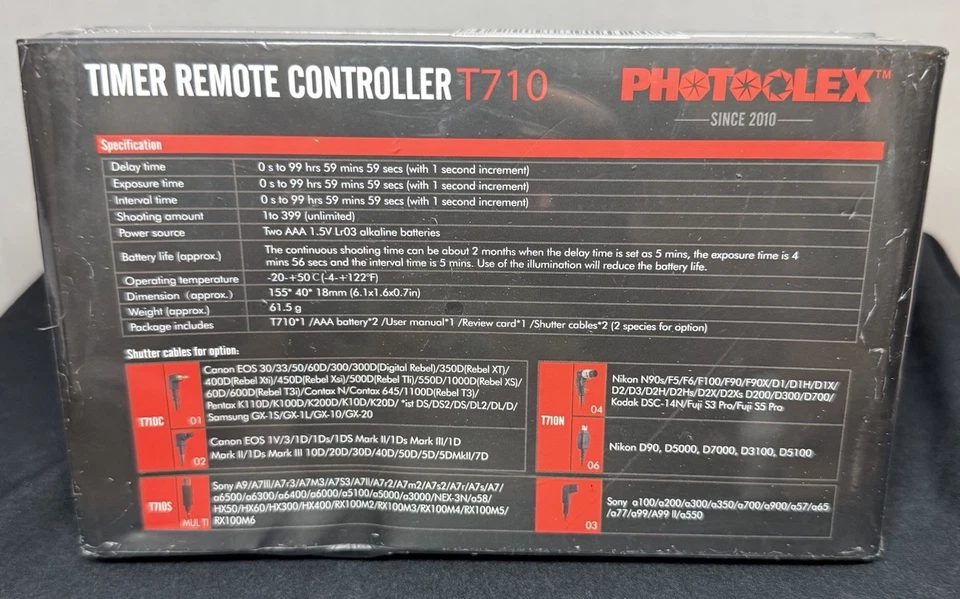 TIMER REMOTE CONTROLLER T710
PHOTOOLEX™
SINCE 2010
Specification
Delay time 0 s to 99 hrs 59 mins 59 secs (with 1 second increment)
Exposure time 0 s to 99 hrs 59 mins 59 secs (with 1 second increment)
Interval time 0 s to 99 hrs 59 mins 59 secs (with 1 second increment)
Shooting amount 1to 399 (unlimited)
Power source Two AAA 1.5V Lr03 alkaline batteries
Battery life (approx.) The continuous shooting time can be about 2 months when the delay time is set as 5 mins, the exposure time is 4
mins 56 secs and the interval time is 5 mins. Use of the illumination will reduce the battery life.
Operating temperature -20-+50℃(-4-+122°F)
Dimension (approx.) 155* 40* 18mm (6.1x1.6x0.7in)
Weight (approx.) 61.5 g
Package includes T710*1 /AAA battery*2 /User manual*1 /Review card*1 /Shutter cables*2 (2 species for option)
Shutter cables for option:
T710C
01
Canon EOS 30/33/50/60D/300/300D(Digital Rebel)/350D(Rebel XT)/
400D(Rebel Xti)/450D(Rebel Xsi)/500D(Rebel Tli)/550D/1000D(Rebel XS)/
60D/600D(Rebel T3i)/Contax N/Contax 645/1100D(Rebel T3)/
Pentax K110D/K100D/K200D/K10D/K20D/ *ist DS/DS2/DS/DL2/DL/D/
Samsung GX-1S/GX-1L/GX-10/GX-20
02
Canon EOS 1V/3/1D/1Ds/1DS Mark II/1Ds Mark III/1D
Mark II/1Ds Mark III 10D/20D/30D/40D/50D/5D/5DMkII/7D
T710N
04
Nikon N90s/F5/F6/F100/F90/F90X/D1/D1H/D1X/
D2/D3/D2H/D2Hs/D2X/D2Xs D200/D300/D700/
Kodak DSC-14N/Fuji S3 Pro/Fuji S5 Pro
06
Nikon D90, D5000, D7000, D3100, D5100
T710S
MULTI
Sony A9/A7III/A7r3/A7M3/A7S3/A7II/A7r2/A7m2/A7s2/A7r/A7s/A7/
a6500/a6300/a6400/a6000/a5100/a5000/a3000/NEX-3N/a58/
HX50/HX60/HX300/HX400/RX100M2/RX100M3/RX100M4/RX100M5/
RX100M6
03
Sony a100/a200/a300/a350/a700/a900/a57/a65
/a77/a99/A99 II/a550